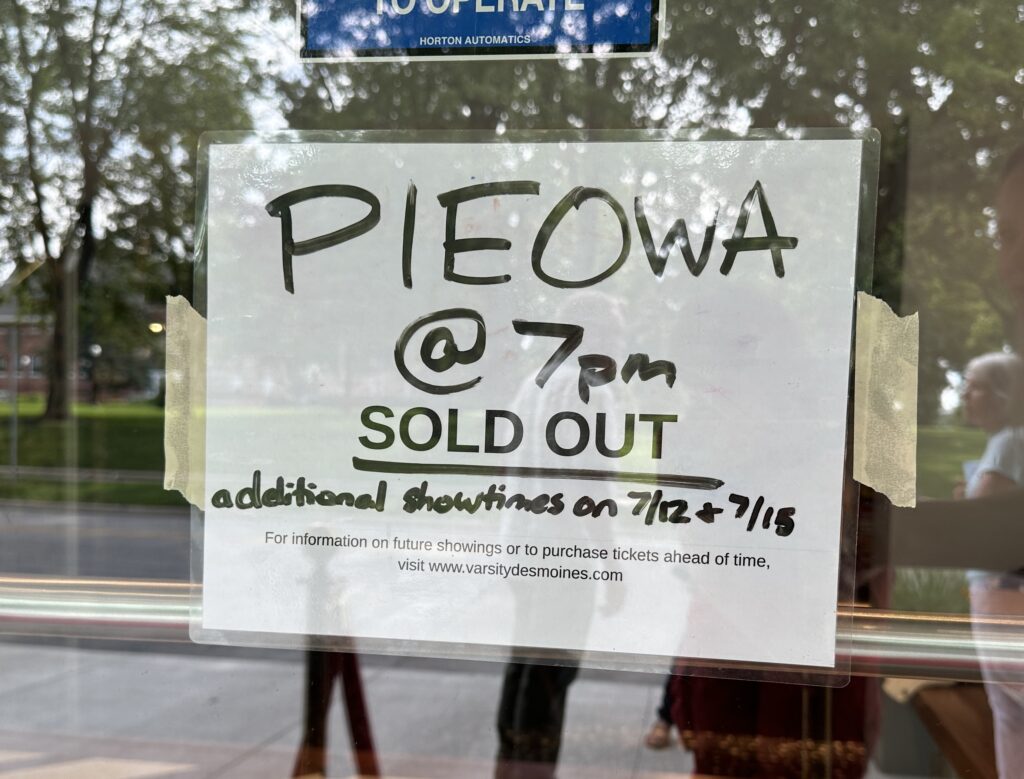 TO OPERATE
HORTON AUTOMATICS
PIEOWA
@ 7pm
SOLD OUT
additional showtimes on 7/12 + 7/15
For information on future showings or to purchase tickets ahead of time,
visit www.varsitydesmoines.com